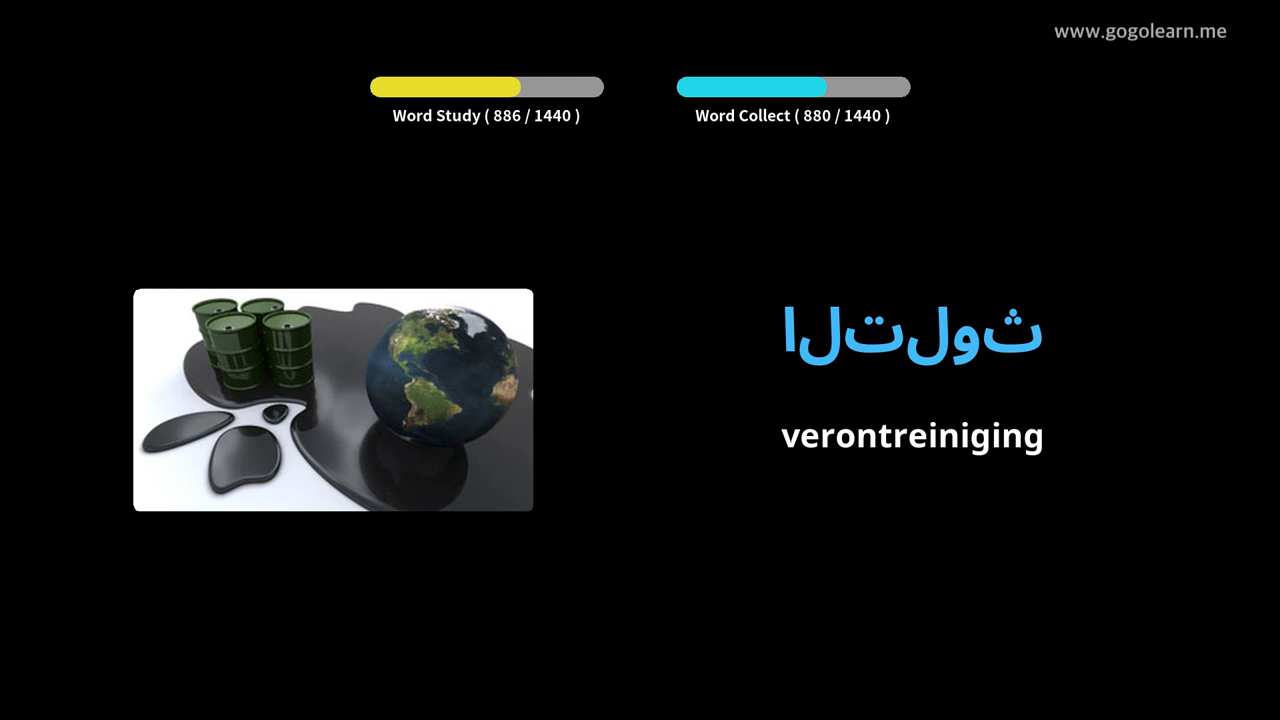 www.gogolearn.me
Word Study ( 886 / 1440 )
Word Collect ( 880 / 1440 )
التلوث
verontreiniging